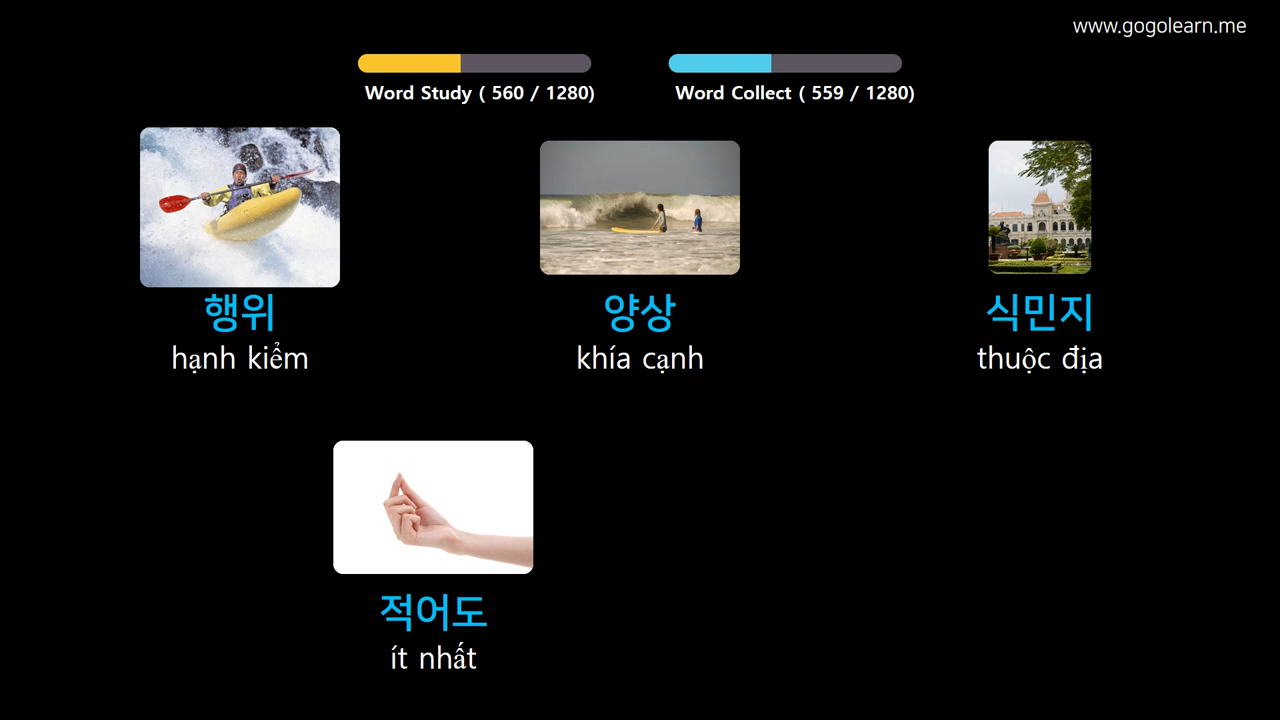 www.gogolearn.me
Word Study ( 560 / 1280)
Word Collect ( 559 / 1280)
행위
hạnh kiểm
양상
khía cạnh
식민지
thuộc địa
적어도
ít nhất